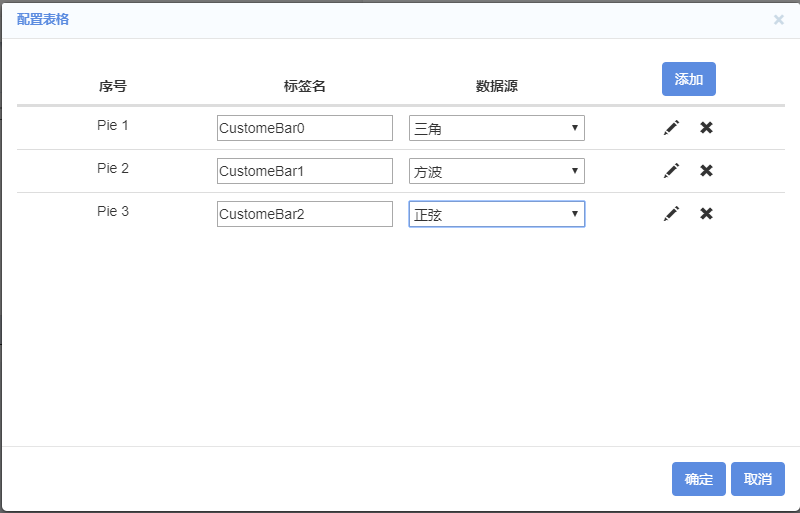 配置表格
序号 标签名 数据源 添加
Pie 1 CustomeBar0 三角
Pie 2 CustomeBar1 方波
Pie 3 CustomeBar2 正弦
确定 取消